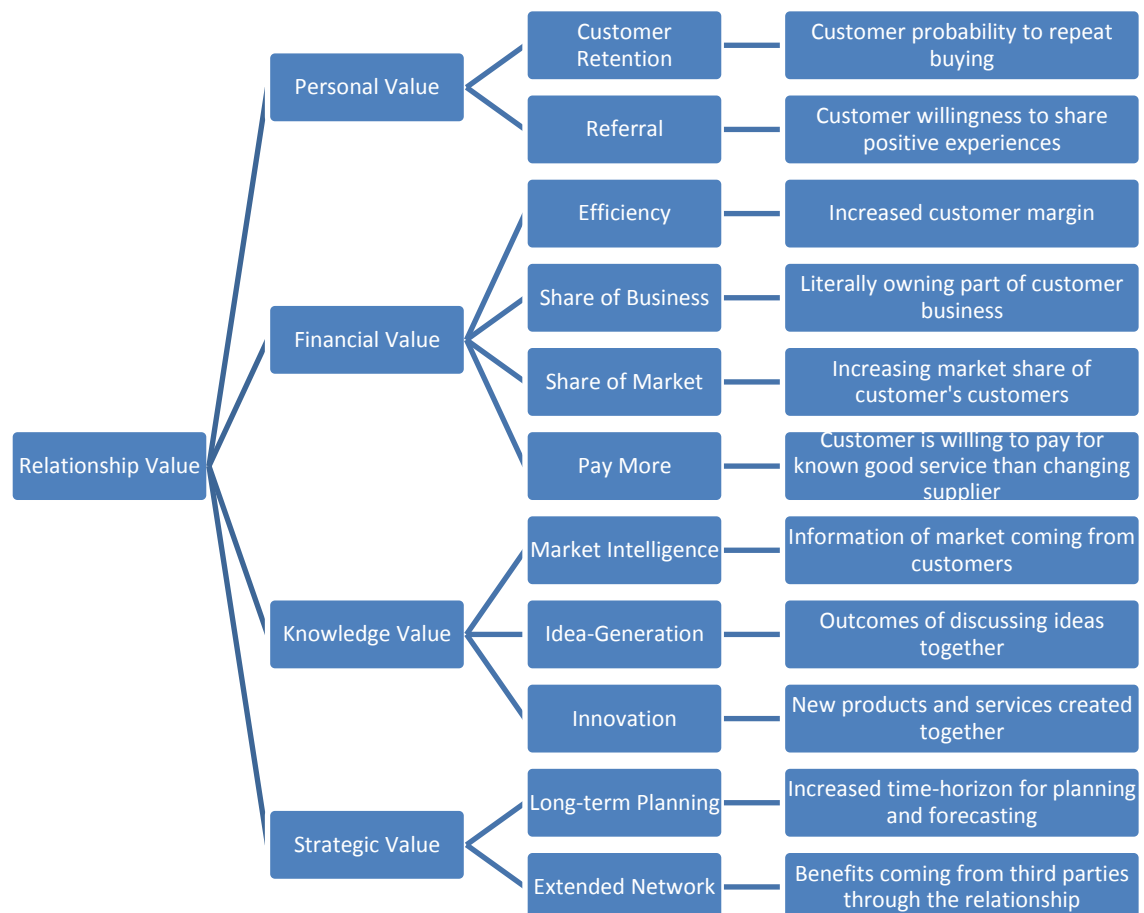 Customer
Retention
Customer probability to repeat
buying
Personal Value
Referral
Customer willingness to share
positive experiences
Efficiency
Increased customer margin
Share of Business
Literally owning part of customer
business
Financial Value
Share of Market
Increasing market share of
customer's customers
Relationship Value
Pay More
Customer is willing to pay for
known good service than changing
supplier
Market Intelligence
Information of market coming from
customers
Knowledge Value
Idea-Generation
Outcomes of discussing ideas
together
Innovation
New products and services created
together
Long-term Planning
Increased time-horizon for planning
and forecasting
Strategic Value
Extended Network
Benefits coming from third parties
through the relationship